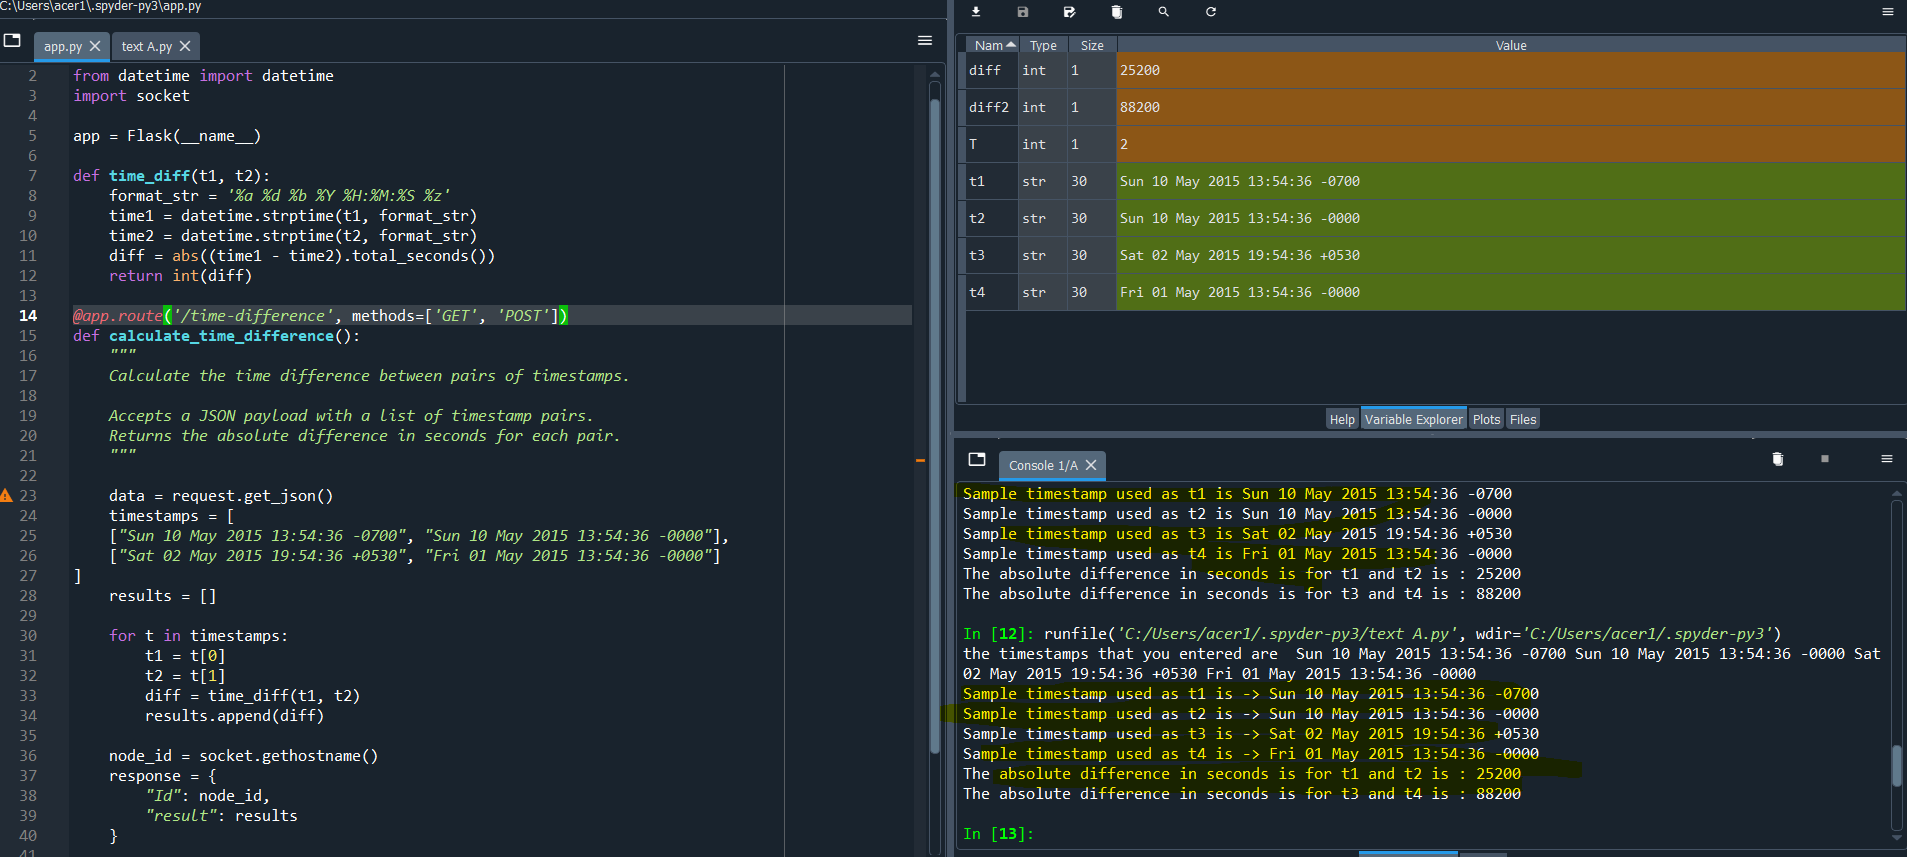 C:\Users\acer1\.spyder-py3\app.py
app.py
text A.py
2 from datetime import datetime
3 import socket
4
5 app = Flask(__name__)
6
7 def time_diff(t1, t2):
8 format_str = '%a %d %b %Y %H:%M:%S %z'
9 time1 = datetime.strptime(t1, format_str)
10 time2 = datetime.strptime(t2, format_str)
11 diff = abs((time1 - time2).total_seconds())
12 return int(diff)
13
14 @app.route('/time-difference', methods=['GET', 'POST'])
15 def calculate_time_difference():
16 """
17 Calculate the time difference between pairs of timestamps.
18
19 Accepts a JSON payload with a list of timestamp pairs.
20 Returns the absolute difference in seconds for each pair.
21 """
22
23 data = request.get_json()
24 timestamps = [
25 ["Sun 10 May 2015 13:54:36 -0700", "Sun 10 May 2015 13:54:36 -0000"],
26 ["Sat 02 May 2015 19:54:36 +0530", "Fri 01 May 2015 13:54:36 -0000"]
27 ]
28 results = []
29
30 for t in timestamps:
31 t1 = t[0]
32 t2 = t[1]
33 diff = time_diff(t1, t2)
34 results.append(diff)
35
36 node_id = socket.gethostname()
37 response = {
38 "Id": node_id,
39 "result": results
40 }
41
Nam Type Size Value
diff int 1 25200
diff2 int 1 88200
T int 1 2
t1 str 30 Sun 10 May 2015 13:54:36 -0700
t2 str 30 Sun 10 May 2015 13:54:36 -0000
t3 str 30 Sat 02 May 2015 19:54:36 +0530
t4 str 30 Fri 01 May 2015 13:54:36 -0000
Help Variable Explorer Plots Files
Console 1/A
Sample timestamp used as t1 is Sun 10 May 2015 13:54:36 -0700
Sample timestamp used as t2 is Sun 10 May 2015 13:54:36 -0000
Sample timestamp used as t3 is Sat 02 May 2015 19:54:36 +0530
Sample timestamp used as t4 is Fri 01 May 2015 13:54:36 -0000
The absolute difference in seconds is for t1 and t2 is : 25200
The absolute difference in seconds is for t3 and t4 is : 88200
In [12]: runfile('C:/Users/acer1/.spyder-py3/text A.py', wdir='C:/Users/acer1/.spyder-py3')
the timestamps that you entered are  Sun 10 May 2015 13:54:36 -0700 Sun 10 May 2015 13:54:36 -0000 Sat
02 May 2015 19:54:36 +0530 Fri 01 May 2015 13:54:36 -0000
Sample timestamp used as t1 is -> Sun 10 May 2015 13:54:36 -0700
Sample timestamp used as t2 is -> Sun 10 May 2015 13:54:36 -0000
Sample timestamp used as t3 is -> Sat 02 May 2015 19:54:36 +0530
Sample timestamp used as t4 is -> Fri 01 May 2015 13:54:36 -0000
The absolute difference in seconds is for t1 and t2 is : 25200
The absolute difference in seconds is for t3 and t4 is : 88200
In [13]: